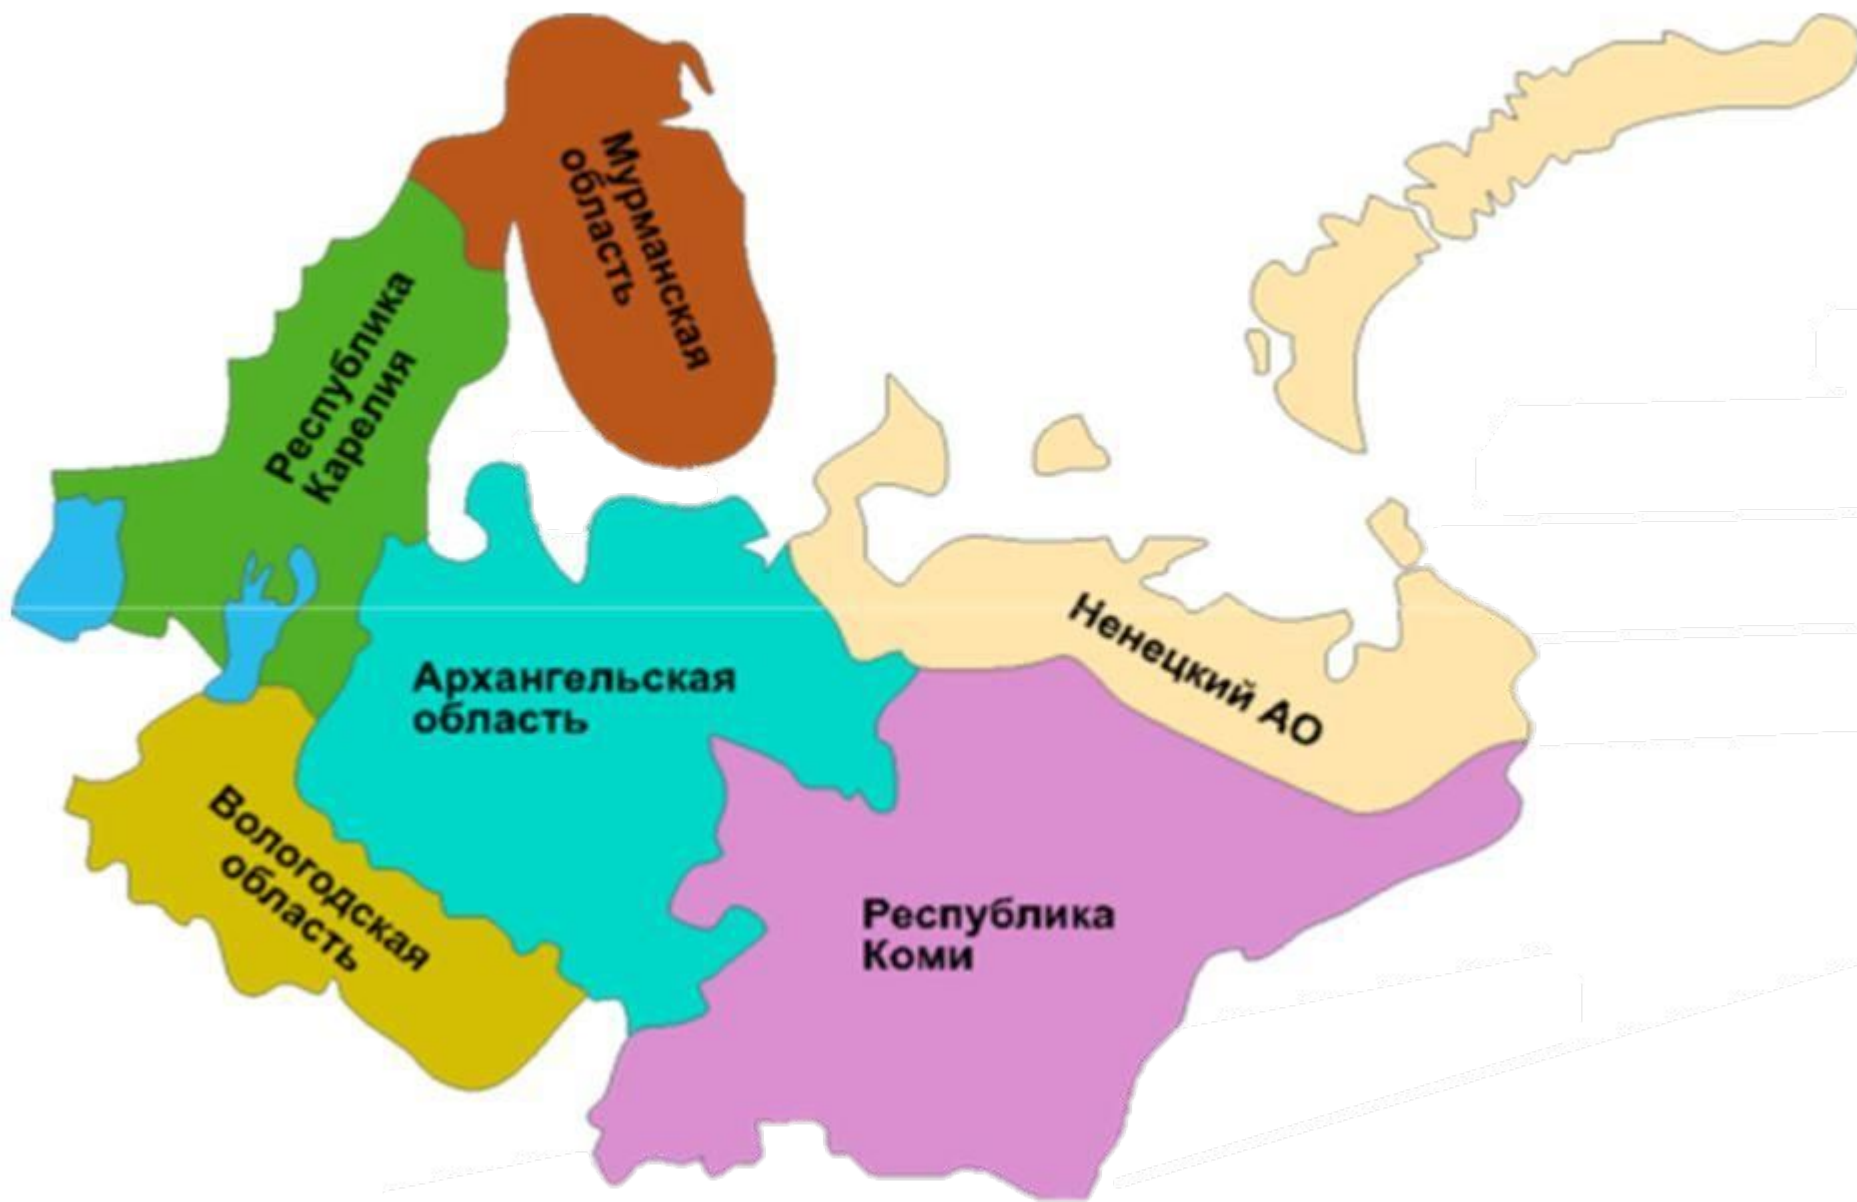 Мурманская
область
Республика
Карелия
Ненецкий АО
Архангельская
область
Вологодская
область
Республика
Коми